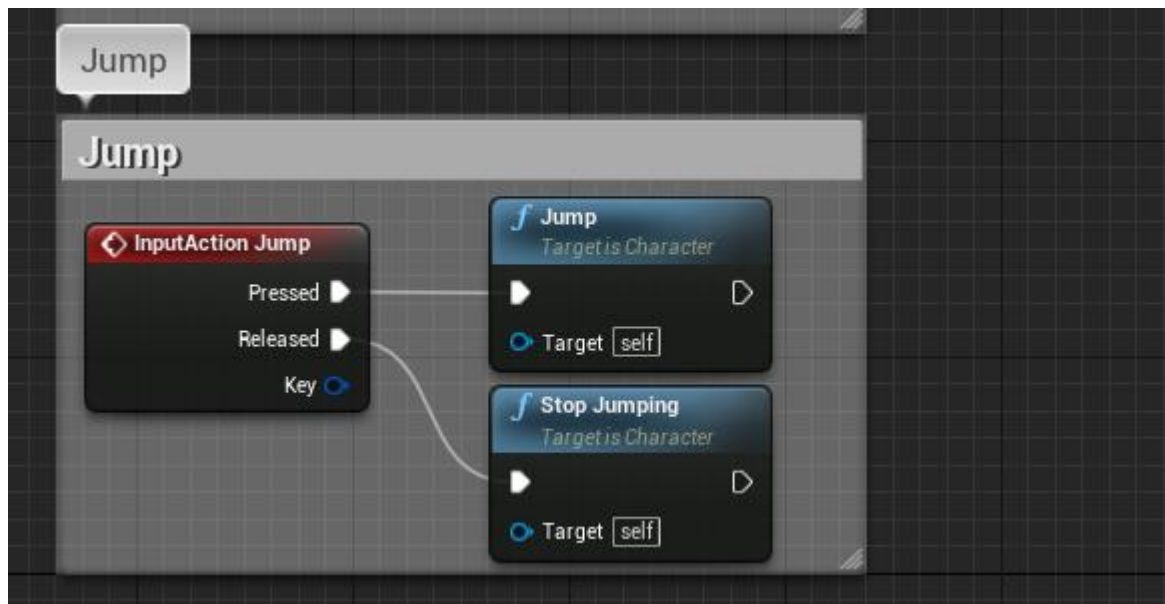 Jump
Jump
InputAction Jump
Pressed
Released
Key
f Jump
Target is Character
Target self
f Stop Jumping
Target is Character
Target self